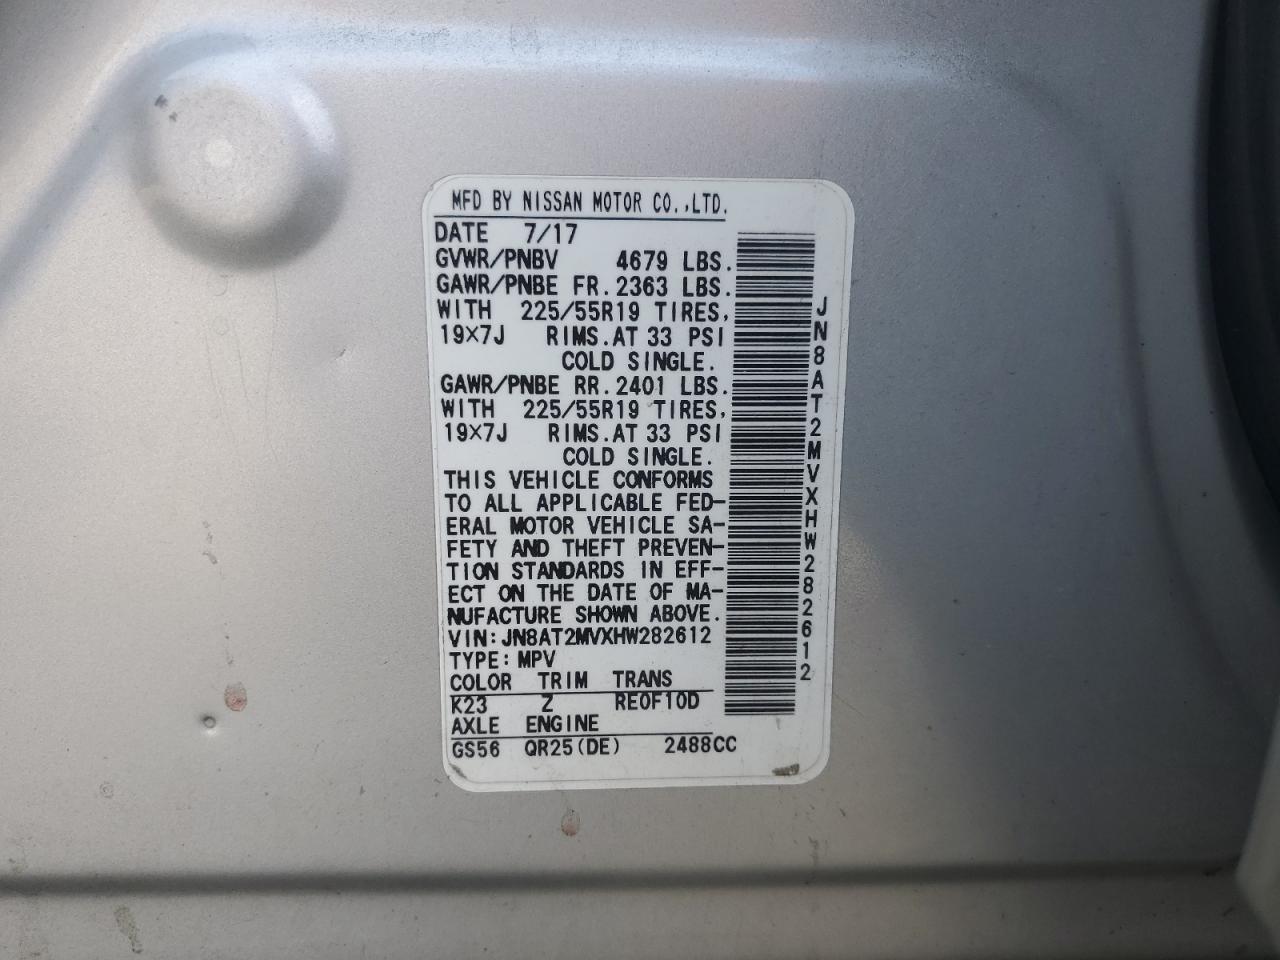 MFD BY NISSAN MOTOR CO.,LTD.
DATE 7/17
GVWR/PNBV 4679 LBS.
GAWR/PNBE FR. 2363 LBS.
WITH 225/55R19 TIRES,
19X7J RIMS. AT 33 PSI
COLD SINGLE.
GAWR/PNBE RR. 2401 LBS.
WITH 225/55R19 TIRES,
19X7J RIMS. AT 33 PSI
COLD SINGLE.
THIS VEHICLE CONFORMS
TO ALL APPLICABLE FED-
ERAL MOTOR VEHICLE SA-
FETY AND THEFT PREVEN-
TION STANDARDS IN EFF-
ECT ON THE DATE OF MA-
NUFACTURE SHOWN ABOVE.
VIN: JN8AT2MVXHW282612
TYPE: MPV
COLOR TRIM TRANS
K23 Z RE0F10D
AXLE ENGINE
GS56 QR25(DE) 2488CC
JN8AT2MVXHW282612